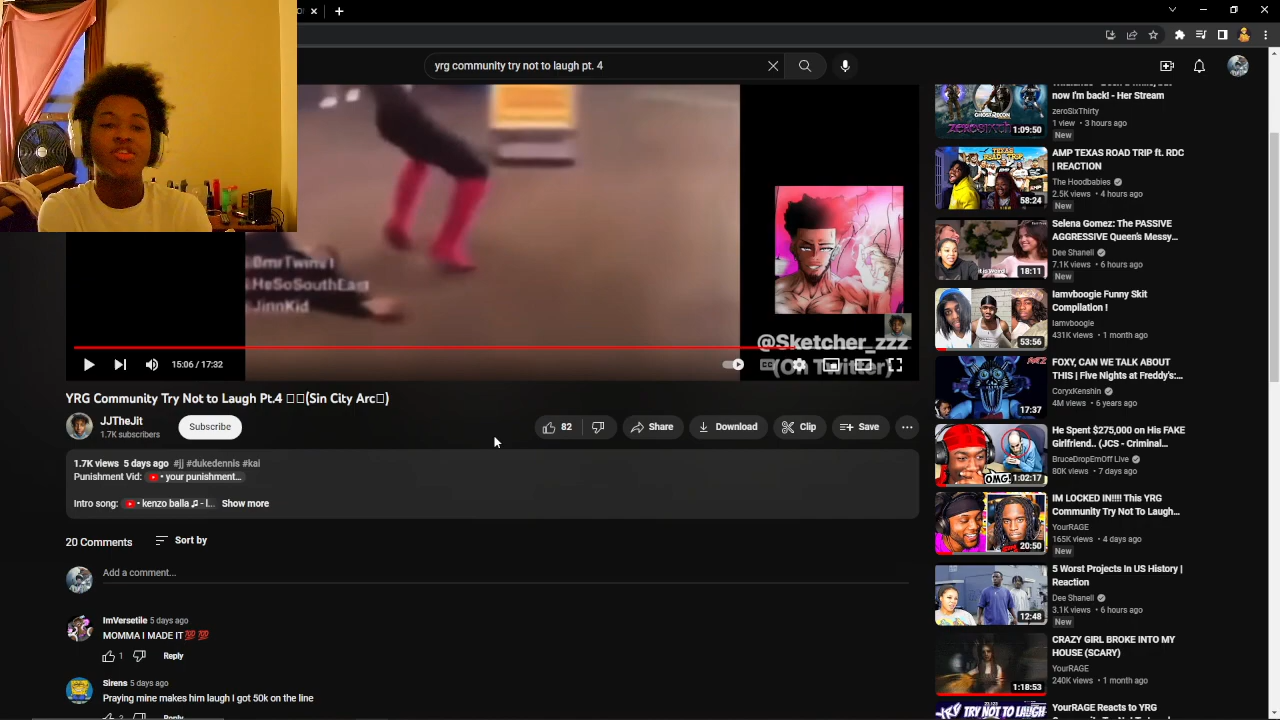 yrg community try not to laugh pt. 4
BmrTwins
HeSoSouthEast
JinnKid
@Sketcher_zzz
(On Twitter)
15:06 / 17:32
YRG Community Try Not to Laugh Pt.4 (Sin City Arc)
JJTheJit
1.7K subscribers
Subscribe
82
Share
Download
Clip
Save
1.7K views 5 days ago #jj #dukedennis #kai
Punishment Vid: • your punishment...
Intro song: • kenzo balla ♫ - I... Show more
20 Comments
Sort by
Add a comment...
ImVersetile 5 days ago
MOMMA I MADE IT💯💯
1
Reply
Sirens 5 days ago
Praying mine makes him laugh I got 50k on the line
Reply
now I'm back! - Her Stream
zeroSixThirty
1 view • 3 hours ago
New
1:09:50
AMP TEXAS ROAD TRIP ft. RDC
| REACTION
The Hoodbabies
2.5K views • 4 hours ago
New
58:24
Selena Gomez: The PASSIVE
AGGRESSIVE Queen's Messy...
Dee Shanell
7.1K views • 6 hours ago
New
18:11
Iamvboogie Funny Skit
Compilation !
Iamvboogie
431K views • 1 month ago
53:56
FOXY, CAN WE TALK ABOUT
THIS | Five Nights at Freddy's:...
CoryxKenshin
4M views • 6 years ago
17:37
He Spent $275,000 on His FAKE
Girlfriend.. (JCS - Criminal...
BruceDropEmOff Live
80K views • 7 days ago
OMG!
1:02:17
IM LOCKED IN!!!! This YRG
Community Try Not To Laugh...
YourRAGE
165K views • 4 days ago
New
20:50
5 Worst Projects In US History |
Reaction
Dee Shanell
3.1K views • 6 hours ago
New
12:48
CRAZY GIRL BROKE INTO MY
HOUSE (SCARY)
YourRAGE
240K views • 1 month ago
1:18:53
YourRAGE Reacts to YRG
TRY NOT TO LAUGH